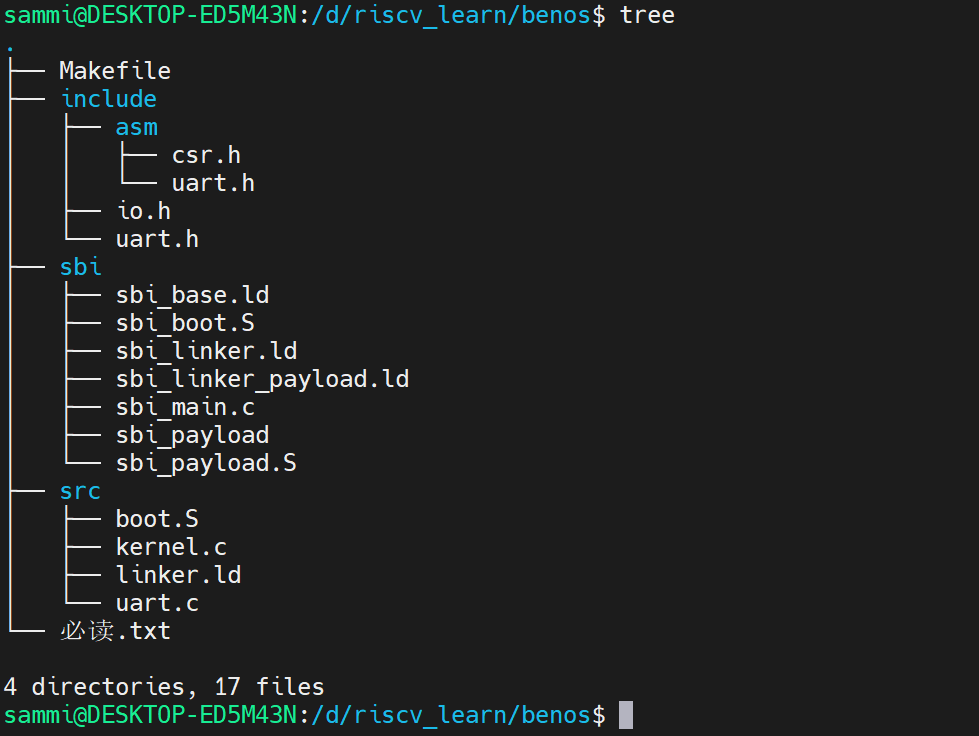 sammi@DESKTOP-ED5M43N:/d/riscv_learn/benos$ tree
.
├── Makefile
├── include
│   ├── asm
│   │   ├── csr.h
│   │   └── uart.h
│   ├── io.h
│   └── uart.h
├── sbi
│   ├── sbi_base.ld
│   ├── sbi_boot.S
│   ├── sbi_linker.ld
│   ├── sbi_linker_payload.ld
│   ├── sbi_main.c
│   ├── sbi_payload
│   └── sbi_payload.S
├── src
│   ├── boot.S
│   ├── kernel.c
│   ├── linker.ld
│   └── uart.c
└── 必读.txt
4 directories, 17 files
sammi@DESKTOP-ED5M43N:/d/riscv_learn/benos$